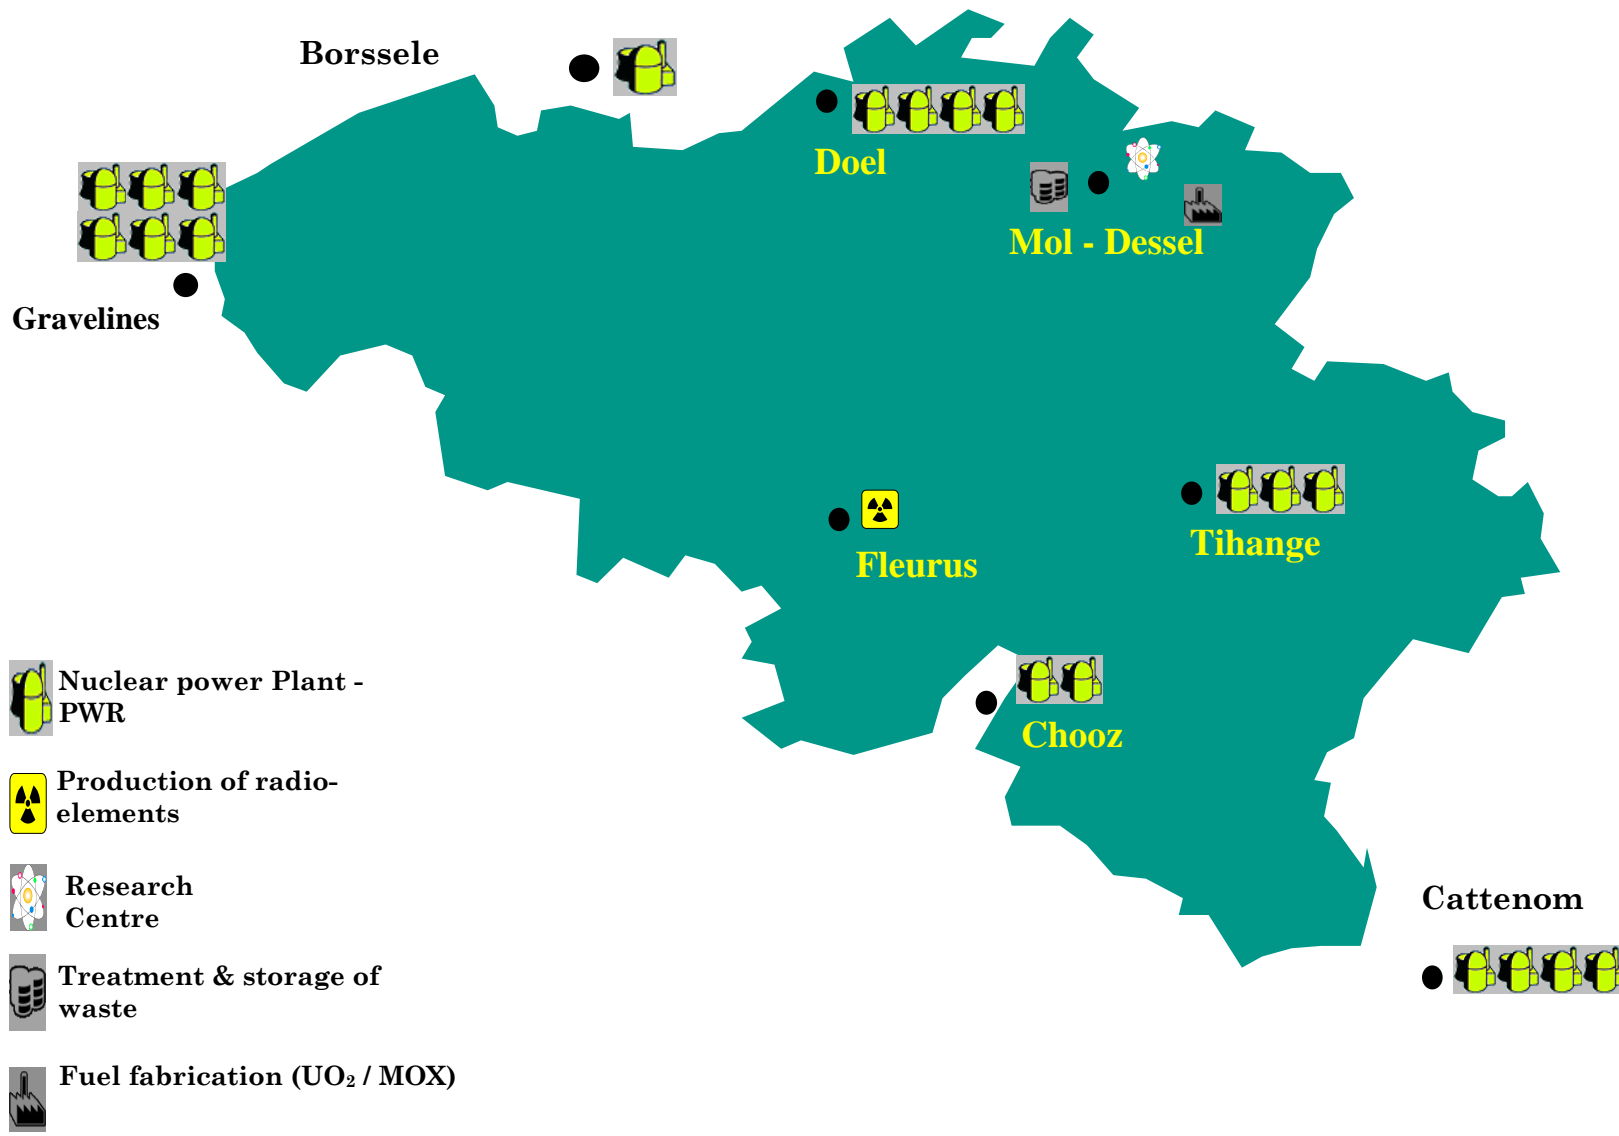 Borssele
Doel
Mol - Dessel
Gravelines
Tihange
Fleurus
Nuclear power Plant -
PWR
Chooz
Production of radio-
elements
Research
Centre
Cattenom
Treatment & storage of
waste
Fuel fabrication (UO₂ / MOX)